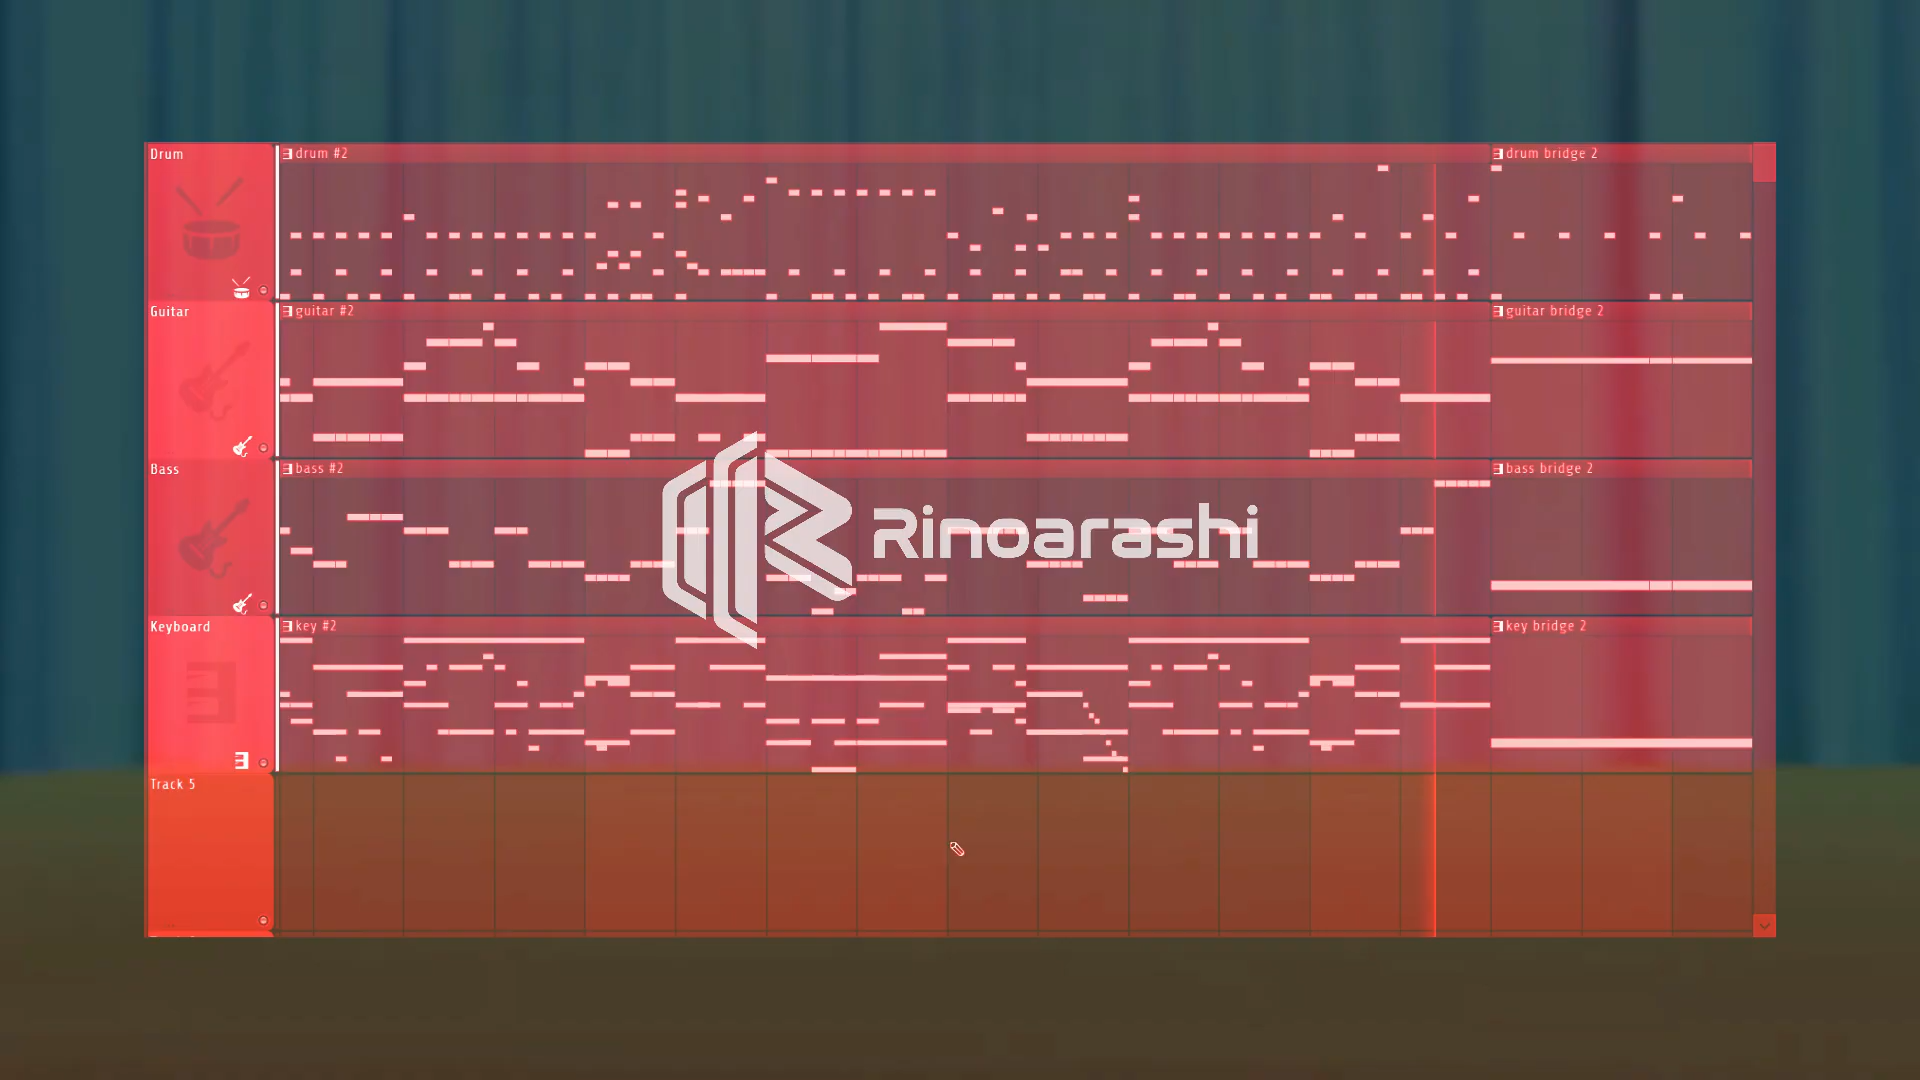 Drum
drum #2
drum bridge 2
Guitar
guitar #2
guitar bridge 2
Bass
bass #2
bass bridge 2
Rinoarashi
Keyboard
key #2
key bridge 2
Track 5